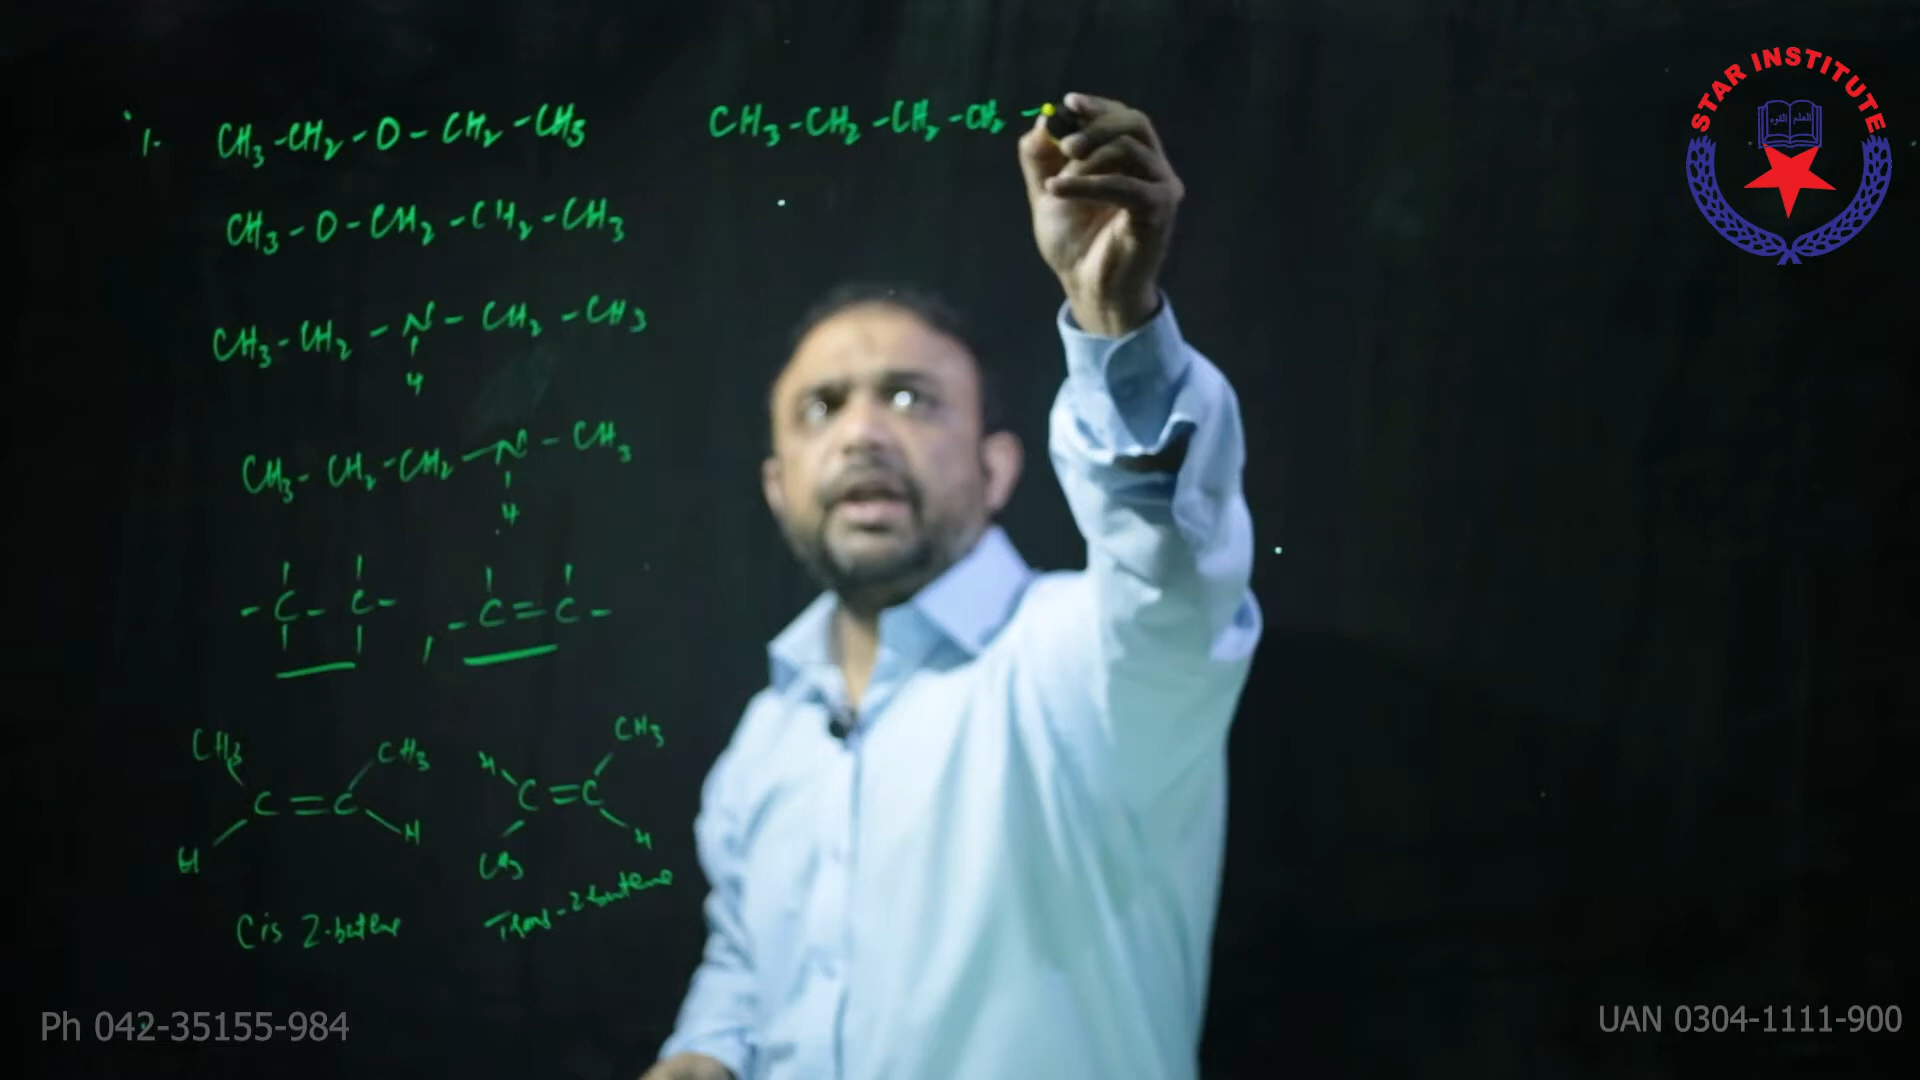 1- CH3-CH2-O-CH2-CH3
CH3-O-CH2-CH2-CH3
CH3-CH2-N-CH2-CH3
H
CH3-CH2-CH2-N-CH3
H
-C-C- , -C=C-
CH3 CH3
C=C
H H
Cis 2-butene
H CH3
C=C
CH3 H
Trans-2-butene
CH3-CH2-CH2-CH2-
STAR INSTITUTE
Ph 042-35155-984
UAN 0304-1111-900